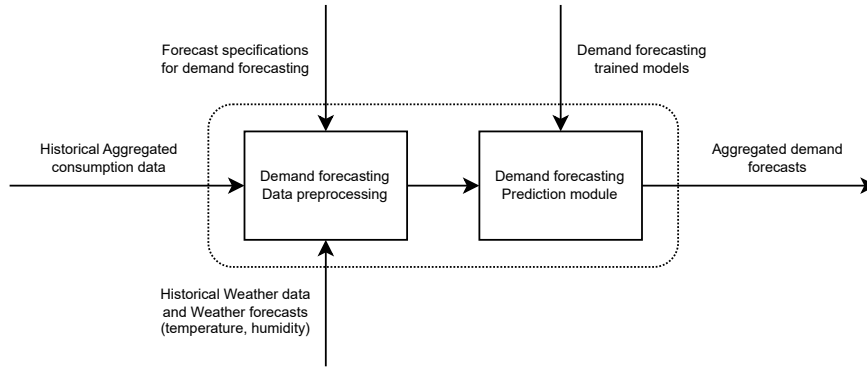 Forecast specifications
for demand forecasting
Demand forecasting
trained models
Historical Aggregated
consumption data
Demand forecasting
Data preprocessing
Demand forecasting
Prediction module
Aggregated demand
forecasts
Historical Weather data
and Weather forecasts
(temperature, humidity)